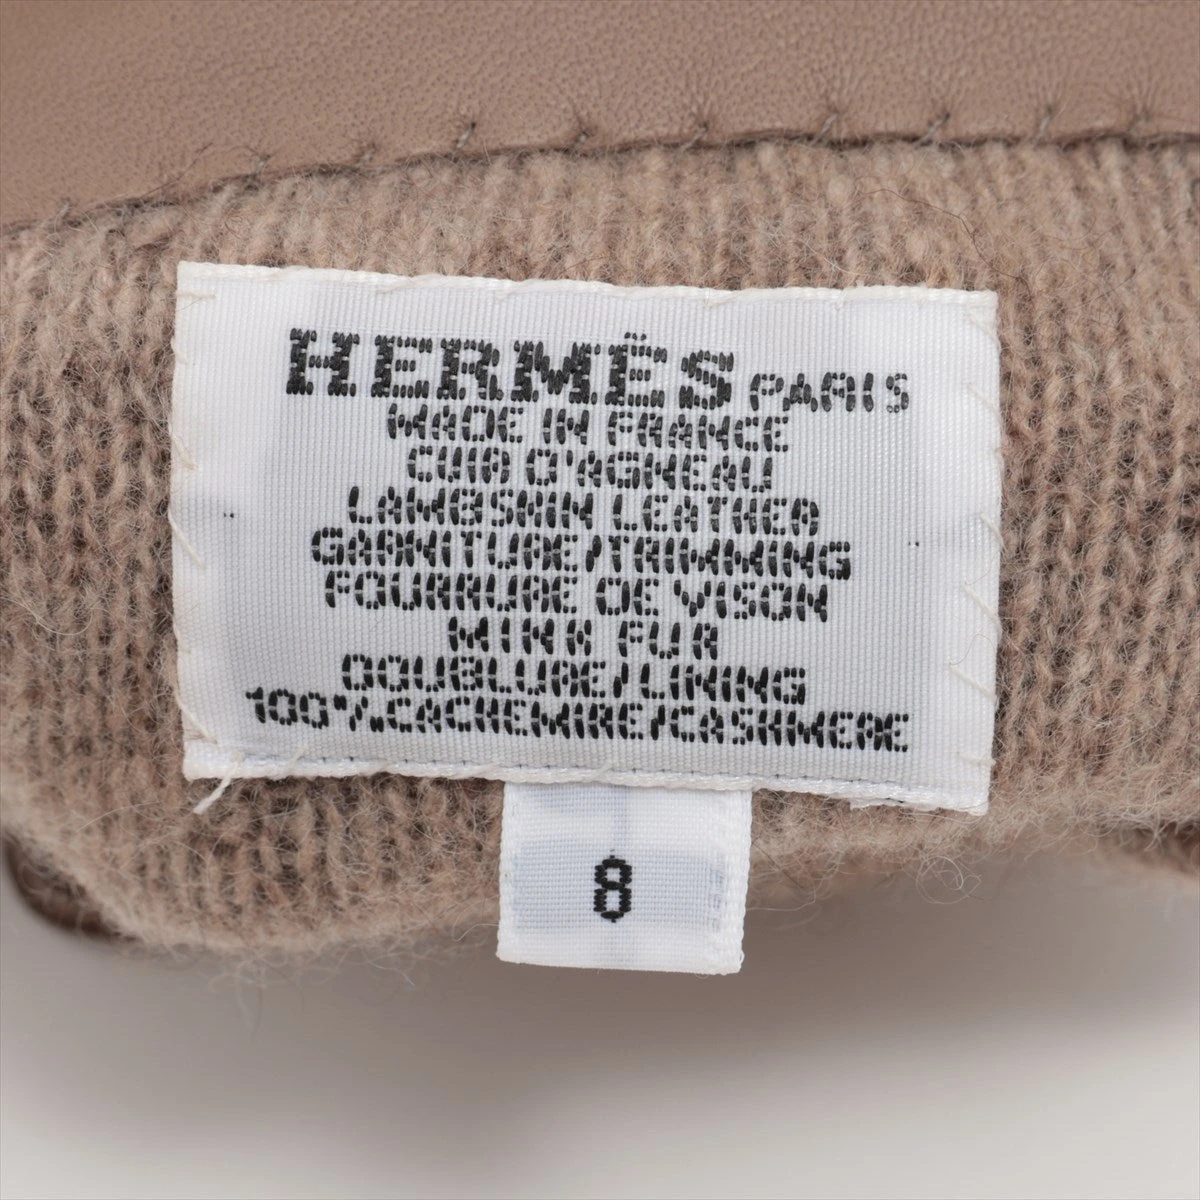 HERMÈS PARIS
MADE IN FRANCE
CUIR D'AGNEAU
LAMBSKIN LEATHER
GARNITURE/TRIMMING
FOURRURE DE VISON
MINK FUR
DOUBLURE/LINING
100%CACHEMIRE/CASHMERE
8